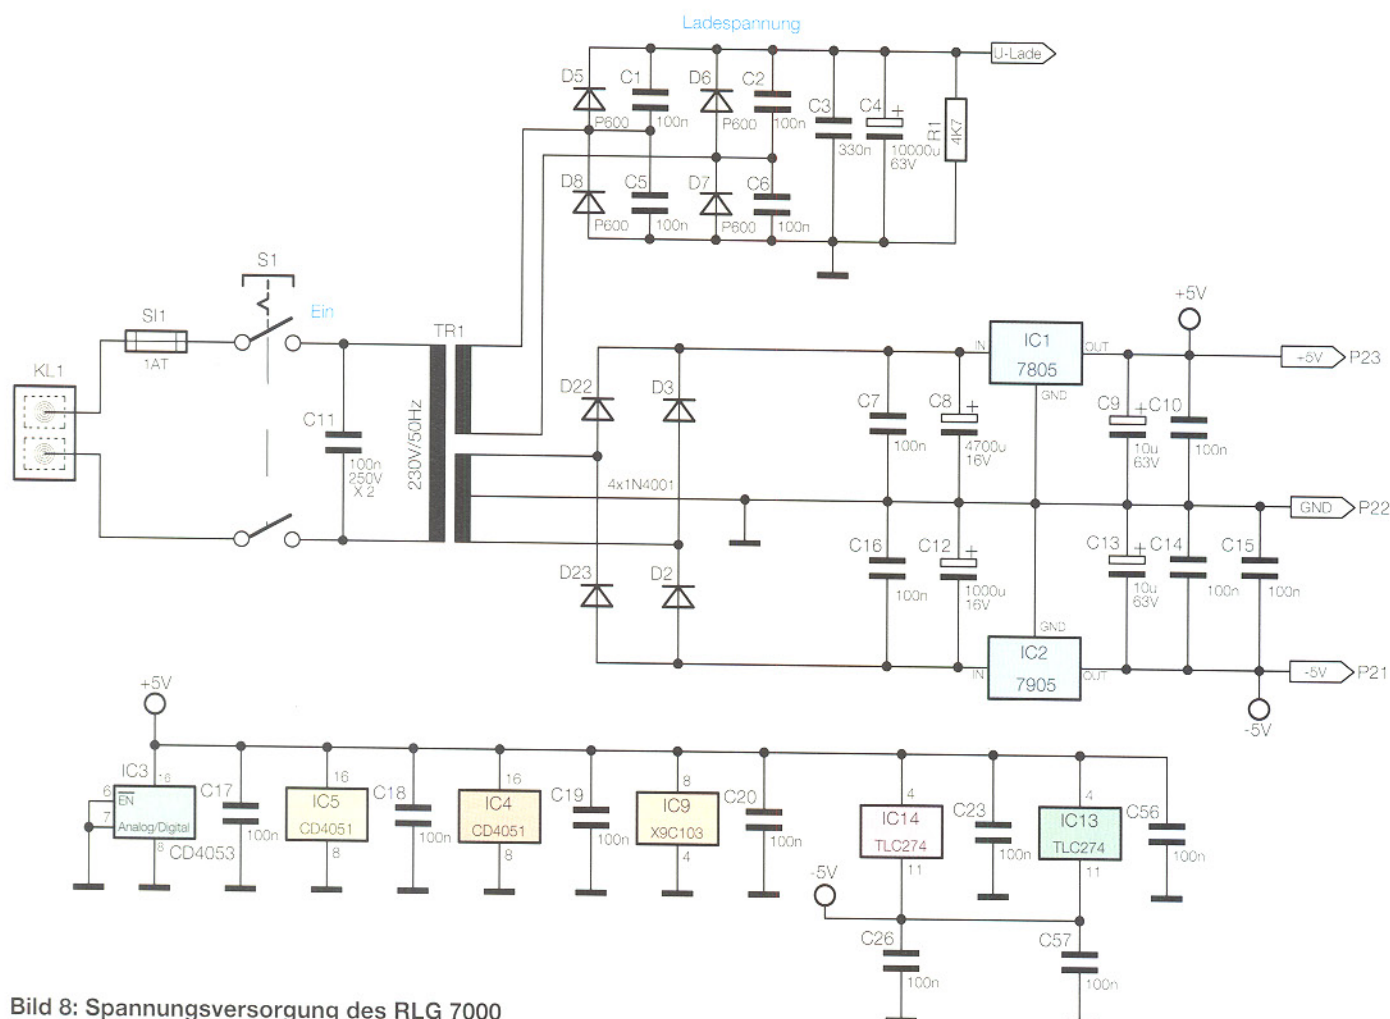 Ladespannung
U-Lade
D5
C1
D6
C2
C3
C4
+
R1
4K7
P600
100n
P600
100n
330n
10000u
63V
D8
C5
D7
C6
P600
100n
P600
100n
S1
Ein
SI1
1AT
KL1
C11
100n
250V
X2
TR1
230V/50Hz
+5V
IN
IC1
7805
OUT
GND
+5V
P23
D22
D3
C7
100n
C8
+
4700u
16V
C9
+
10u
63V
C10
100n
4x1N4001
GND
P22
D23
D2
C16
100n
C12
+
1000u
16V
C13
+
10u
63V
C14
100n
C15
100n
GND
IN
IC2
7905
OUT
-5V
P21
-5V
+5V
IC3
16
6
EN
7
Analog/Digital
8
CD4053
C17
100n
16
IC5
CD4051
8
C18
100n
16
IC4
CD4051
8
C19
100n
8
IC9
X9C103
4
C20
100n
4
IC14
TLC274
11
C23
100n
4
IC13
TLC274
11
C56
100n
-5V
C26
100n
C57
100n
Bild 8: Spannungsversorgung des RLG 7000